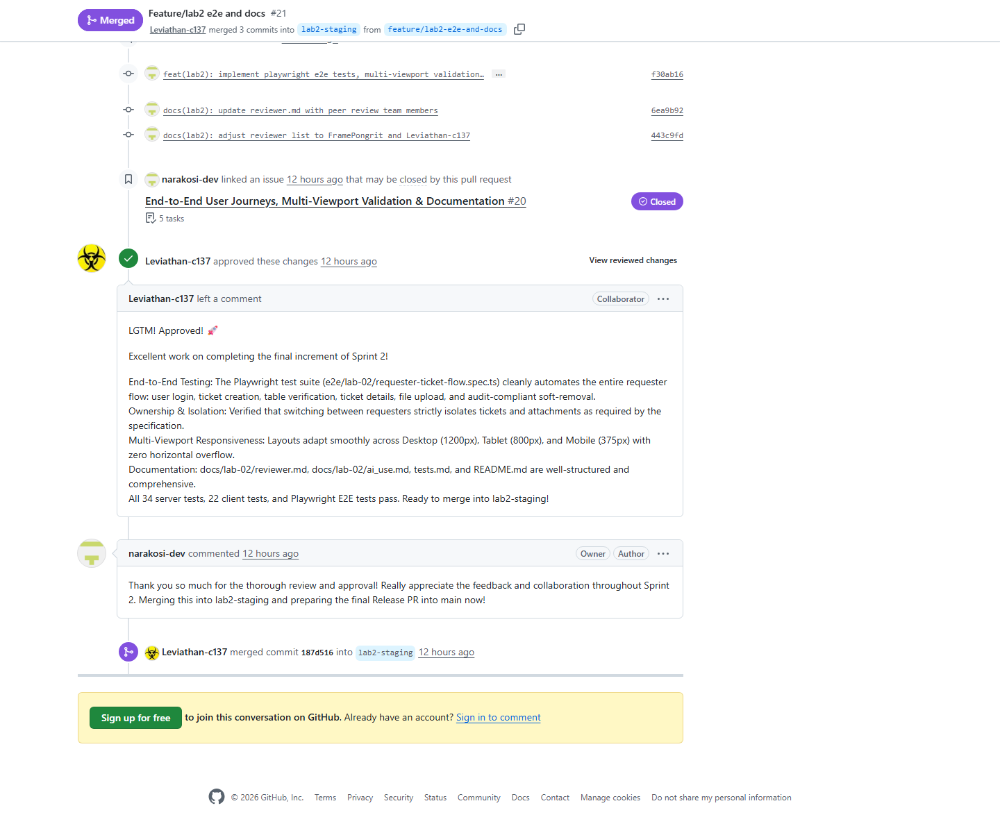 Merged
Feature/lab2 e2e and docs #21
Leviathan-c137 merged 3 commits into lab2-staging from feature/lab2-e2e-and-docs
feat(lab2): implement playwright e2e tests, multi-viewport validation… … f30ab16
docs(lab2): update reviewer.md with peer review team members 6ea9b92
docs(lab2): adjust reviewer list to FramePongrit and Leviathan-c137 443c9fd
narakosi-dev linked an issue 12 hours ago that may be closed by this pull request
End-to-End User Journeys, Multi-Viewport Validation & Documentation #20 Closed
5 tasks
Leviathan-c137 approved these changes 12 hours ago View reviewed changes
Leviathan-c137 left a comment Collaborator
LGTM! Approved! 🚀
Excellent work on completing the final increment of Sprint 2!
End-to-End Testing: The Playwright test suite (e2e/lab-02/requester-ticket-flow.spec.ts) cleanly automates the entire requester
flow: user login, ticket creation, table verification, ticket details, file upload, and audit-compliant soft-removal.
Ownership & Isolation: Verified that switching between requesters strictly isolates tickets and attachments as required by the
specification.
Multi-Viewport Responsiveness: Layouts adapt smoothly across Desktop (1200px), Tablet (800px), and Mobile (375px) with
zero horizontal overflow.
Documentation: docs/lab-02/reviewer.md, docs/lab-02/ai_use.md, tests.md, and README.md are well-structured and
comprehensive.
All 34 server tests, 22 client tests, and Playwright E2E tests pass. Ready to merge into lab2-staging!
narakosi-dev commented 12 hours ago Owner Author
Thank you so much for the thorough review and approval! Really appreciate the feedback and collaboration throughout Sprint
2. Merging this into lab2-staging and preparing the final Release PR into main now!
Leviathan-c137 merged commit 187d516 into lab2-staging 12 hours ago
Sign up for free to join this conversation on GitHub. Already have an account? Sign in to comment
© 2026 GitHub, Inc. Terms Privacy Security Status Community Docs Contact Manage cookies Do not share my personal information